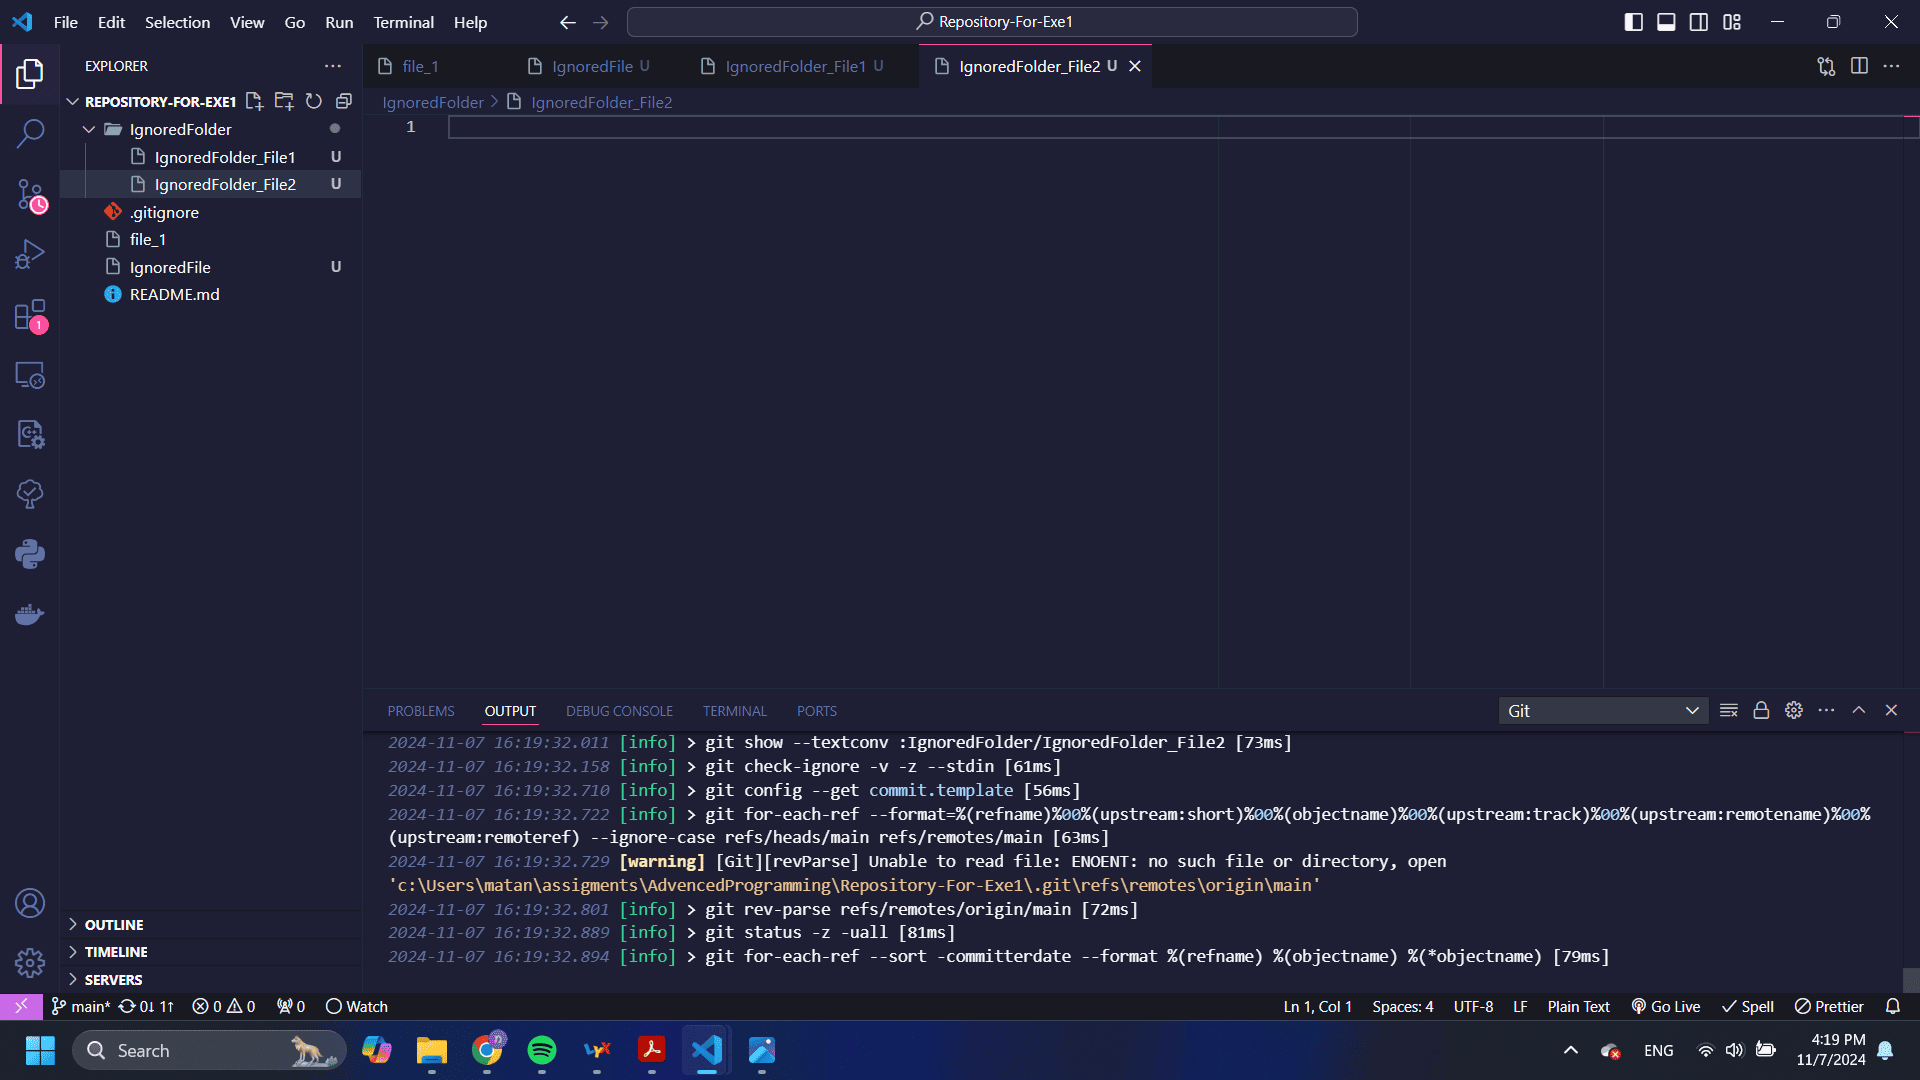 File Edit Selection View Go Run Terminal Help
Repository-For-Exe1
EXPLORER
REPOSITORY-FOR-EXE1
IgnoredFolder
IgnoredFolder_File1 U
IgnoredFolder_File2 U
.gitignore
file_1
IgnoredFile U
README.md
1
OUTLINE
TIMELINE
SERVERS
file_1 IgnoredFile U IgnoredFolder_File1 U IgnoredFolder_File2 U
IgnoredFolder > IgnoredFolder_File2
1
PROBLEMS OUTPUT DEBUG CONSOLE TERMINAL PORTS Git
2024-11-07 16:19:32.011 [info] > git show --textconv :IgnoredFolder/IgnoredFolder_File2 [73ms]
2024-11-07 16:19:32.158 [info] > git check-ignore -v -z --stdin [61ms]
2024-11-07 16:19:32.710 [info] > git config --get commit.template [56ms]
2024-11-07 16:19:32.722 [info] > git for-each-ref --format=%(refname)%00%(upstream:short)%00%(objectname)%00%(upstream:track)%00%(upstream:remotename)%00%
(upstream:remoteref) --ignore-case refs/heads/main refs/remotes/main [63ms]
2024-11-07 16:19:32.729 [warning] [Git][revParse] Unable to read file: ENOENT: no such file or directory, open
'c:\Users\matan\assigments\AdvencedProgramming\Repository-For-Exe1\.git\refs\remotes\origin\main'
2024-11-07 16:19:32.801 [info] > git rev-parse refs/remotes/origin/main [72ms]
2024-11-07 16:19:32.889 [info] > git status -z -uall [81ms]
2024-11-07 16:19:32.894 [info] > git for-each-ref --sort -committerdate --format %(refname) %(objectname) %(*objectname) [79ms]
main* 0↓ 1↑ 0 0 0 Watch Ln 1, Col 1 Spaces: 4 UTF-8 LF Plain Text Go Live Spell Prettier
Search ENG 4:19 PM
11/7/2024